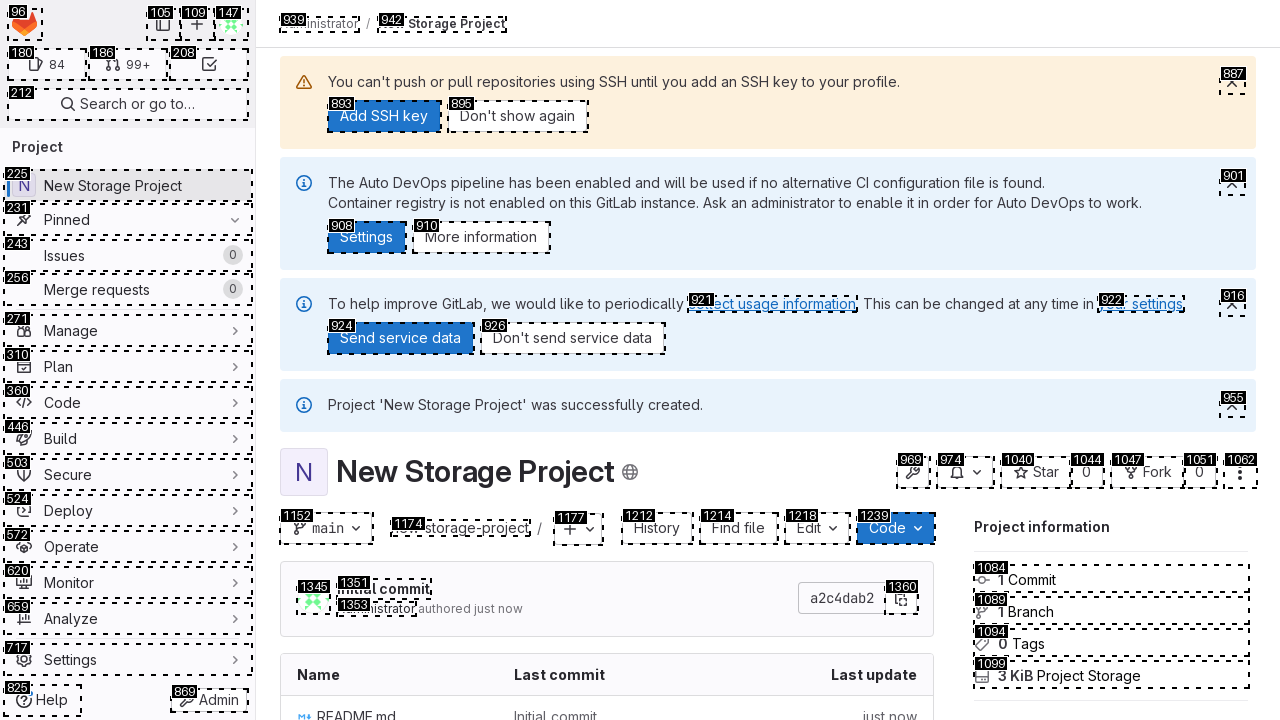 96
105
109
147
180
84
186
99+
208
212
Search or go to…
Project
225
N
New Storage Project
231
Pinned
243
Issues
0
256
Merge requests
0
271
Manage
310
Plan
360
Code
446
Build
503
Secure
524
Deploy
572
Operate
620
Monitor
659
Analyze
717
Settings
825
Help
869
Admin
939
Administrator
/
942
Storage Project
887
You can't push or pull repositories using SSH until you add an SSH key to your profile.
893
Add SSH key
895
Don't show again
901
The Auto DevOps pipeline has been enabled and will be used if no alternative CI configuration file is found.
Container registry is not enabled on this GitLab instance. Ask an administrator to enable it in order for Auto DevOps to work.
908
Settings
910
More information
916
To help improve GitLab, we would like to periodically 921 collect usage information. This can be changed at any time in 922 your settings.
924
Send service data
926
Don't send service data
955
Project 'New Storage Project' was successfully created.
N
New Storage Project
969
974
1040
Star
1044
0
1047
Fork
1051
0
1062
1152
main
1174
storage-project
/
1177
1212
History
1214
Find file
1218
Edit
1239
Code
Project information
1345
1351
Initial commit
1353
Administrator authored just now
a2c4dab2
1360
1084
1 Commit
1089
1 Branch
1094
0 Tags
1099
3 KiB Project Storage
Name
Last commit
Last update
README.md
Initial commit
just now